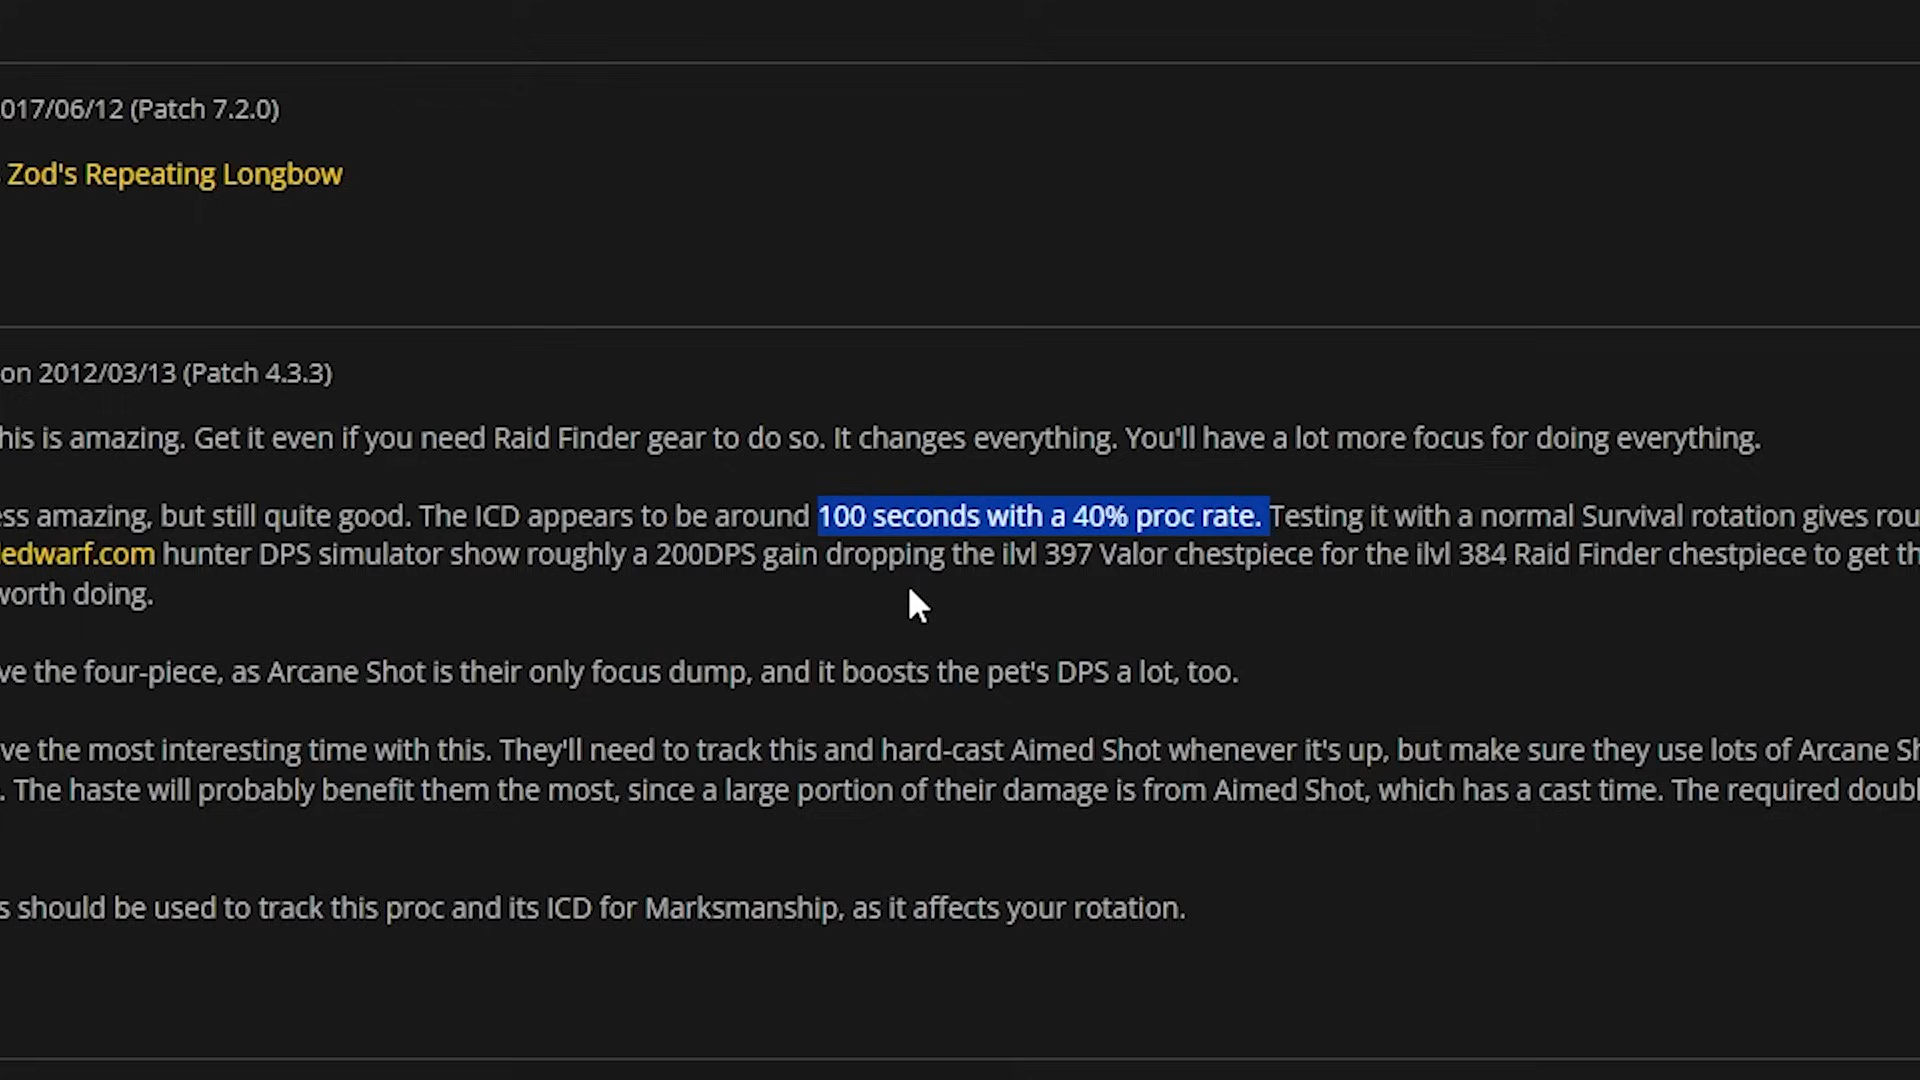 017/06/12 (Patch 7.2.0)
Zod's Repeating Longbow
on 2012/03/13 (Patch 4.3.3)
his is amazing. Get it even if you need Raid Finder gear to do so. It changes everything. You'll have a lot more focus for doing everything.
ss amazing, but still quite good. The ICD appears to be around 100 seconds with a 40% proc rate. Testing it with a normal Survival rotation gives rou
ledwarf.com hunter DPS simulator show roughly a 200DPS gain dropping the ilvl 397 Valor chestpiece for the ilvl 384 Raid Finder chestpiece to get th
worth doing.
ve the four-piece, as Arcane Shot is their only focus dump, and it boosts the pet's DPS a lot, too.
ve the most interesting time with this. They'll need to track this and hard-cast Aimed Shot whenever it's up, but make sure they use lots of Arcane Sh
. The haste will probably benefit them the most, since a large portion of their damage is from Aimed Shot, which has a cast time. The required doubl
s should be used to track this proc and its ICD for Marksmanship, as it affects your rotation.